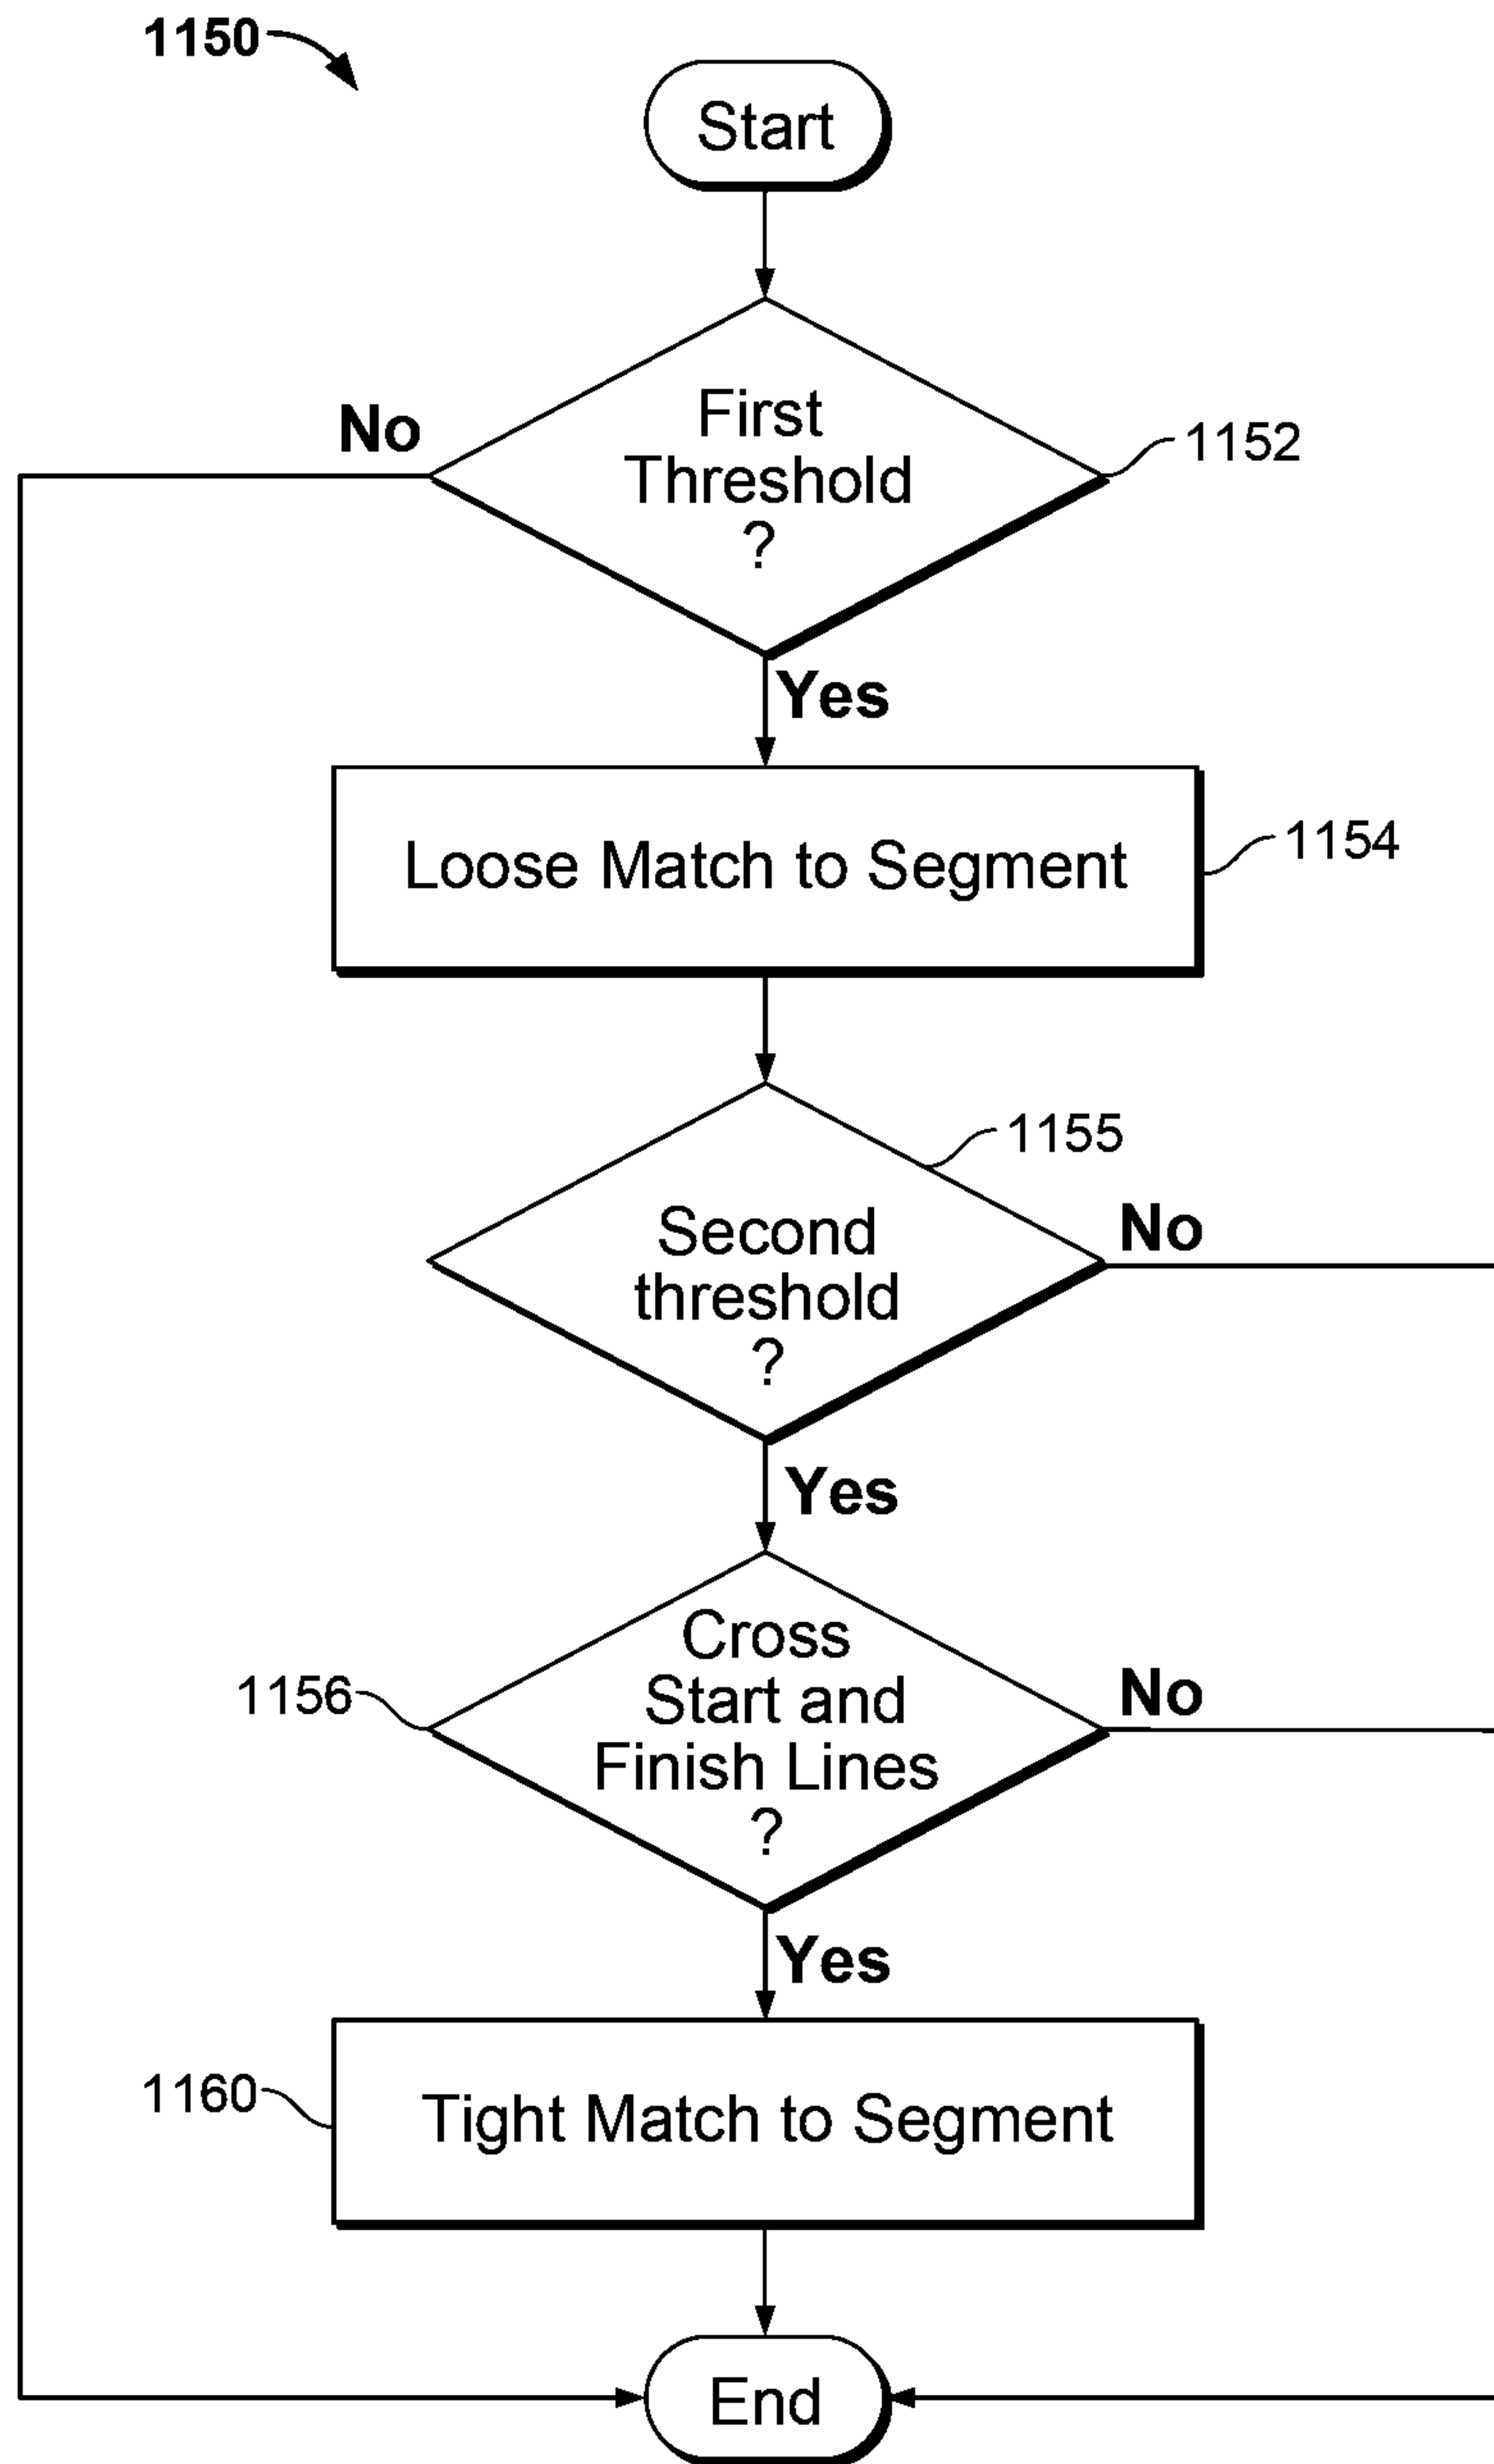 1150
Start
No
First
Threshold
?
1152
Yes
Loose Match to Segment
1154
1155
Second
threshold
?
No
Yes
1156
Cross
Start and
Finish Lines
?
No
Yes
1160
Tight Match to Segment
End